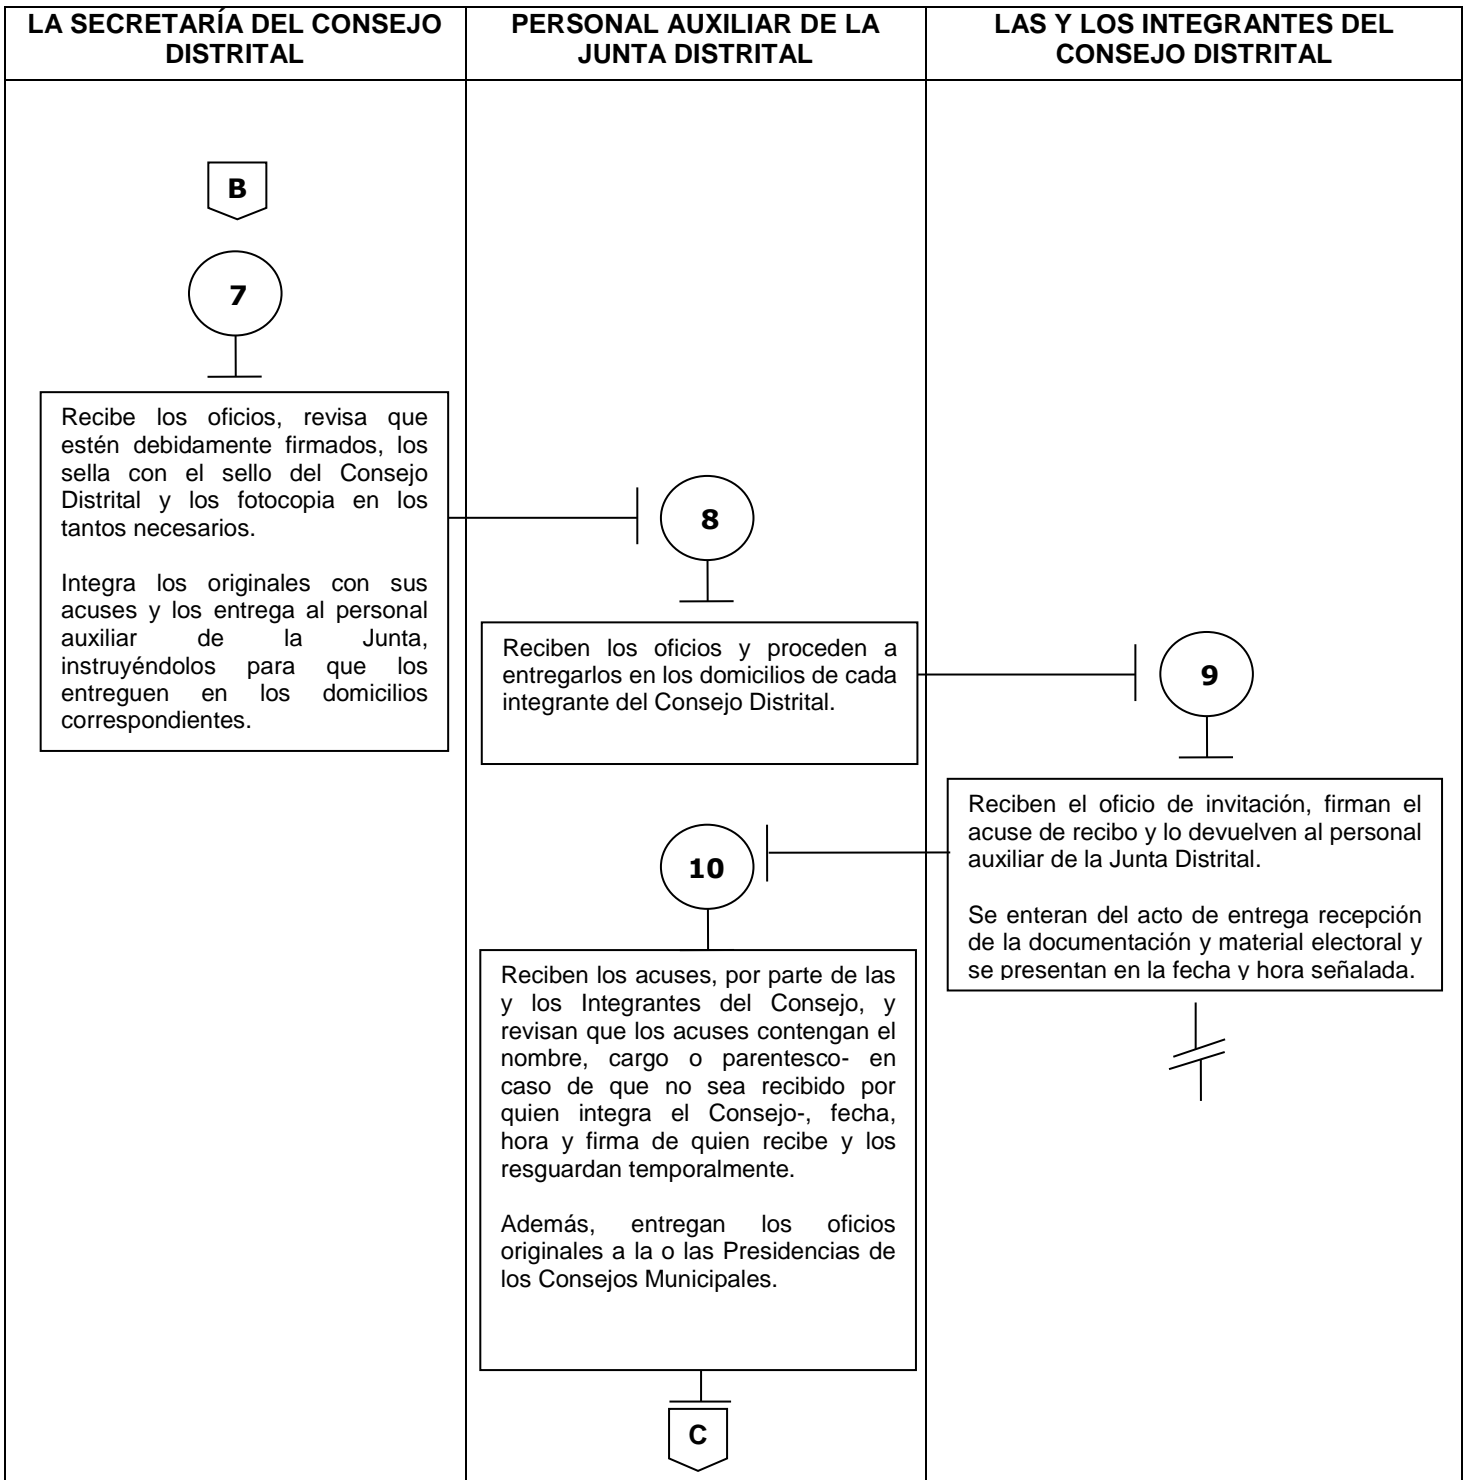 LA SECRETARÍA DEL CONSEJO
DISTRITAL
PERSONAL AUXILIAR DE LA
JUNTA DISTRITAL
LAS Y LOS INTEGRANTES DEL
CONSEJO DISTRITAL
B
7
Recibe los oficios, revisa que
estén debidamente firmados, los
sella con el sello del Consejo
Distrital y los fotocopia en los
tantos necesarios.
Integra los originales con sus
acuses y los entrega al personal
auxiliar de la Junta,
instruyéndolos para que los
entreguen en los domicilios
correspondientes.
8
Reciben los oficios y proceden a
entregarlos en los domicilios de cada
integrante del Consejo Distrital.
9
Reciben el oficio de invitación, firman el
acuse de recibo y lo devuelven al personal
auxiliar de la Junta Distrital.
Se enteran del acto de entrega recepción
de la documentación y material electoral y
se presentan en la fecha y hora señalada.
10
Reciben los acuses, por parte de las
y los Integrantes del Consejo, y
revisan que los acuses contengan el
nombre, cargo o parentesco- en
caso de que no sea recibido por
quien integra el Consejo-, fecha,
hora y firma de quien recibe y los
resguardan temporalmente.
Además, entregan los oficios
originales a la o las Presidencias de
los Consejos Municipales.
C